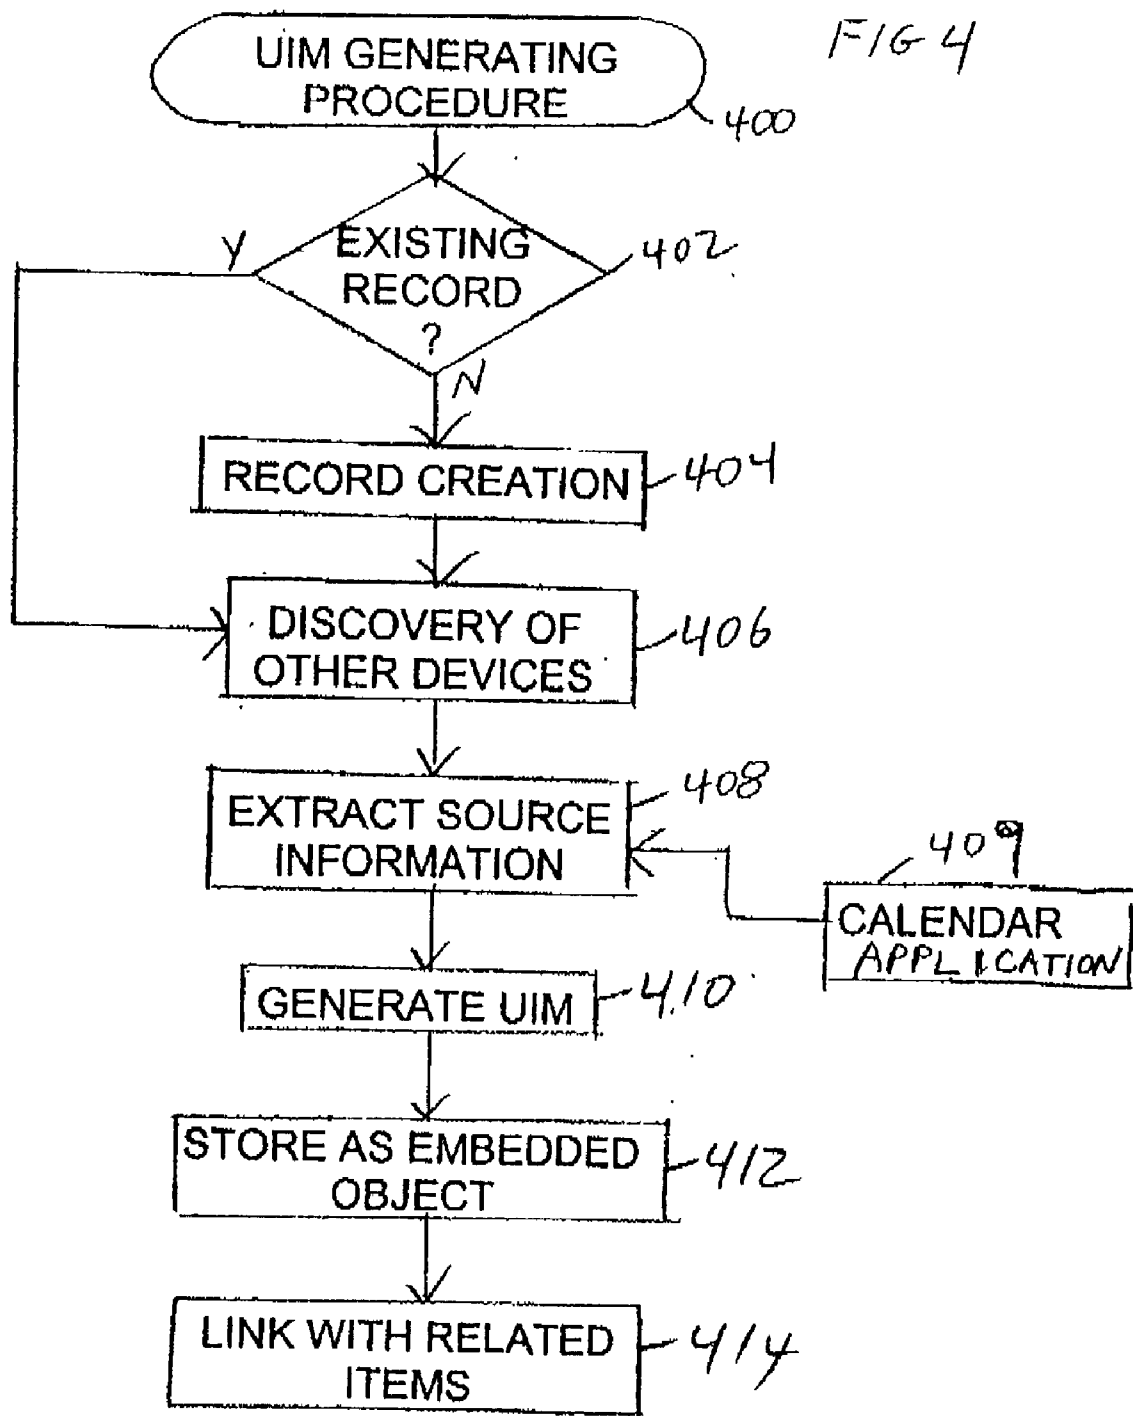 FIG 4
UIM GENERATING
PROCEDURE
400
EXISTING
RECORD
?
402
Y
N
RECORD CREATION
404
DISCOVERY OF
OTHER DEVICES
406
EXTRACT SOURCE
INFORMATION
408
409
CALENDAR
APPLICATION
GENERATE UIM
410
STORE AS EMBEDDED
OBJECT
412
LINK WITH RELATED
ITEMS
414